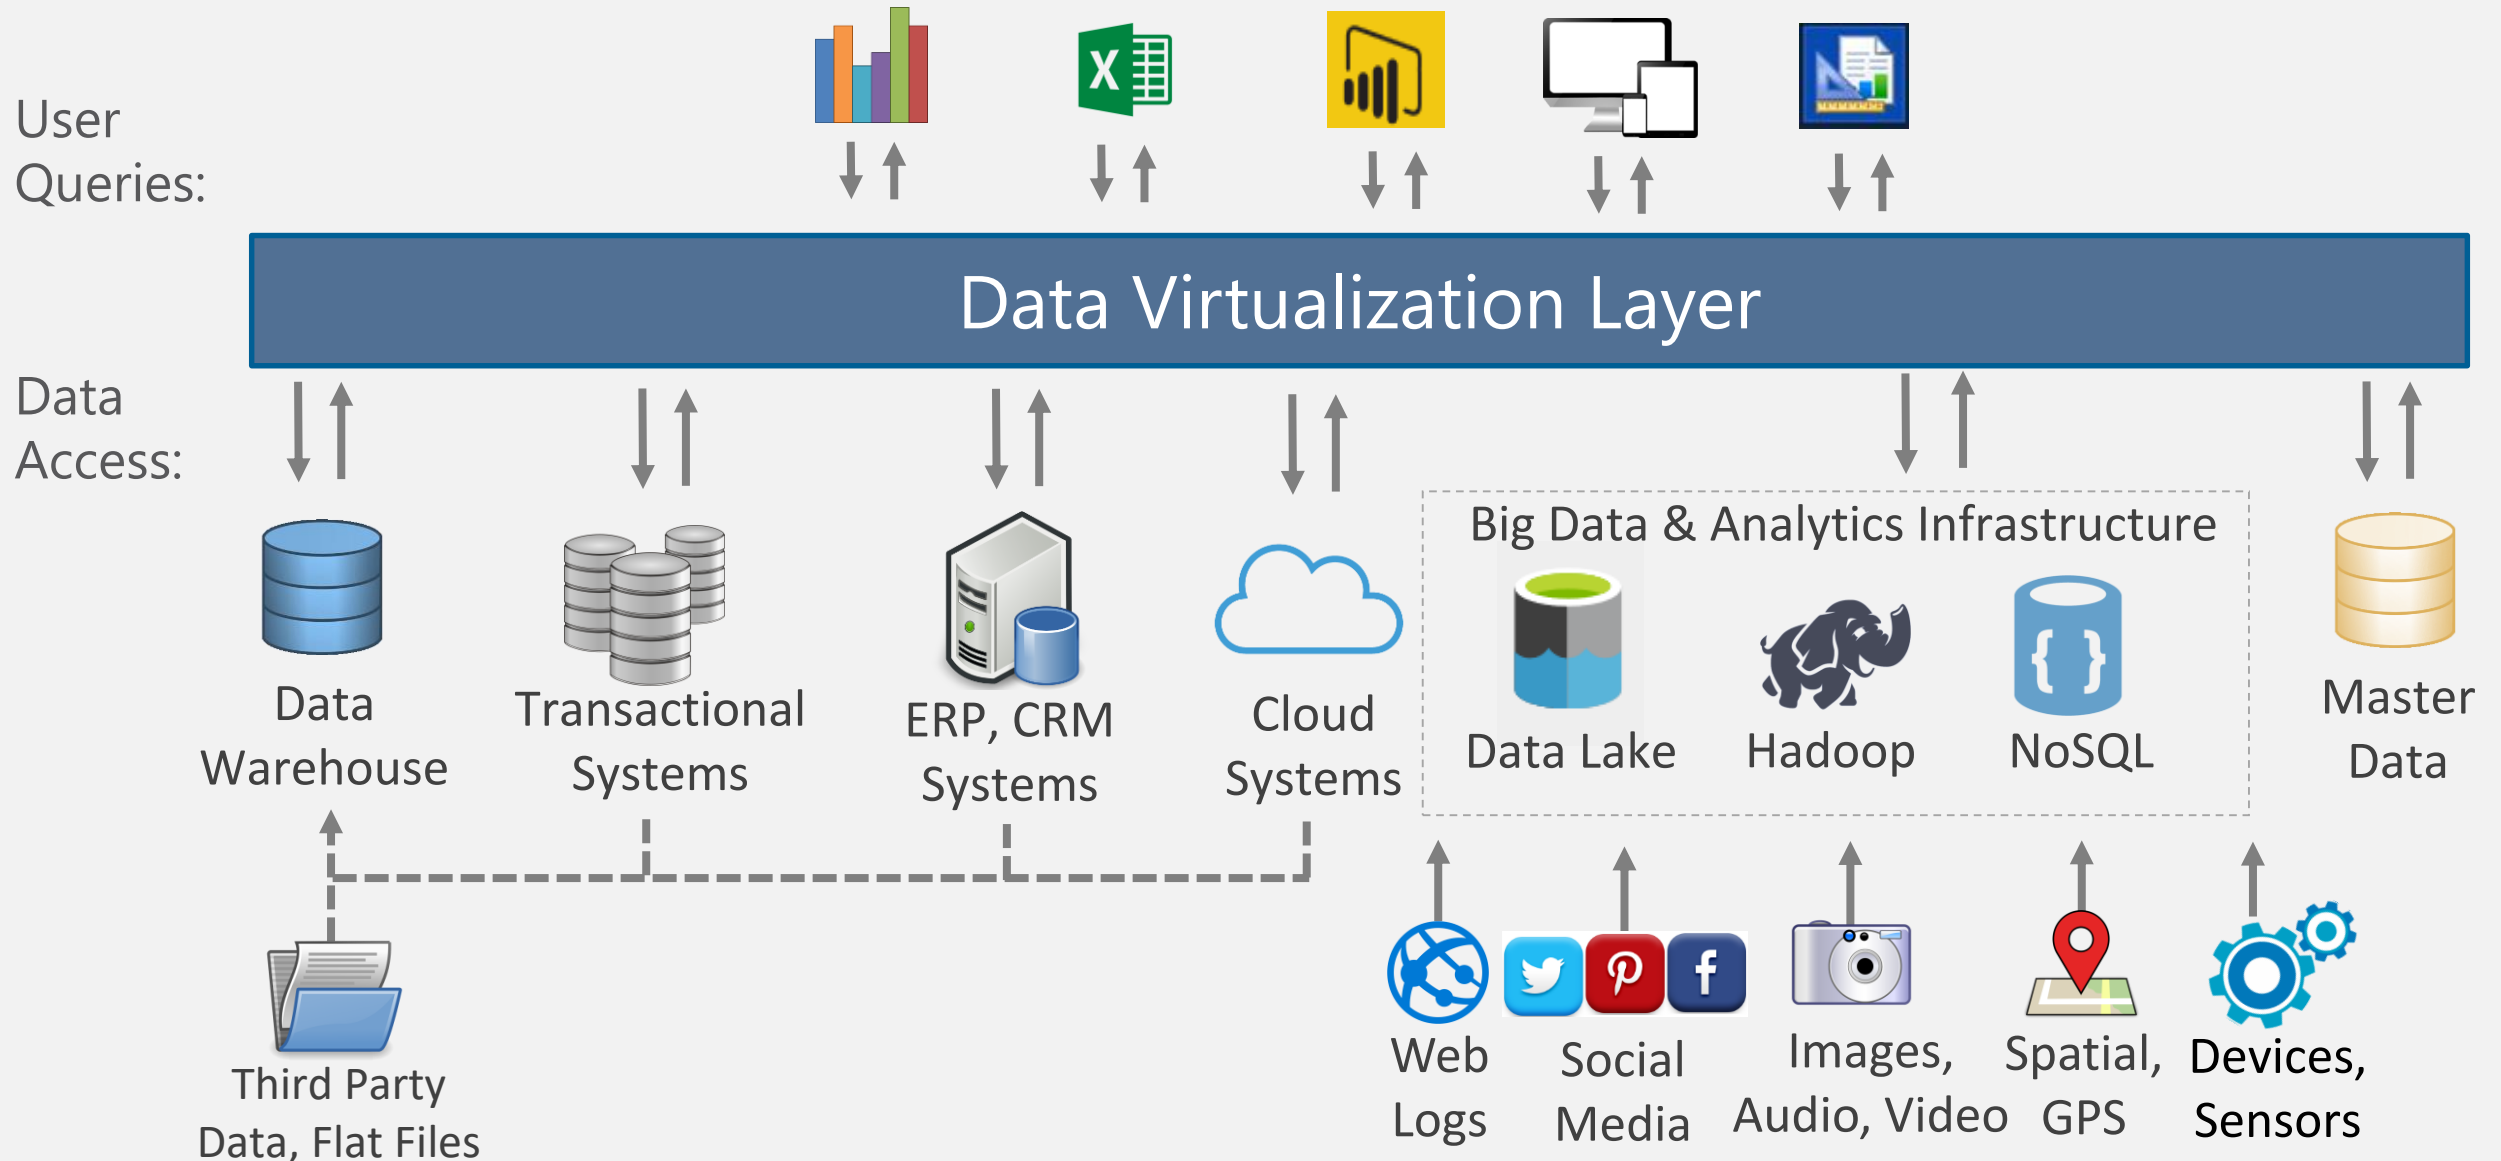 User
Queries:
Data Virtualization Layer
Data
Access:
Data
Warehouse
Transactional
Systems
ERP, CRM
Systems
Cloud
Systems
Big Data & Analytics Infrastructure
Data Lake
Hadoop
NoSQL
Master
Data
Third Party
Data, Flat Files
Web
Logs
Social
Media
Images,
Audio, Video
Spatial,
GPS
Devices,
Sensors